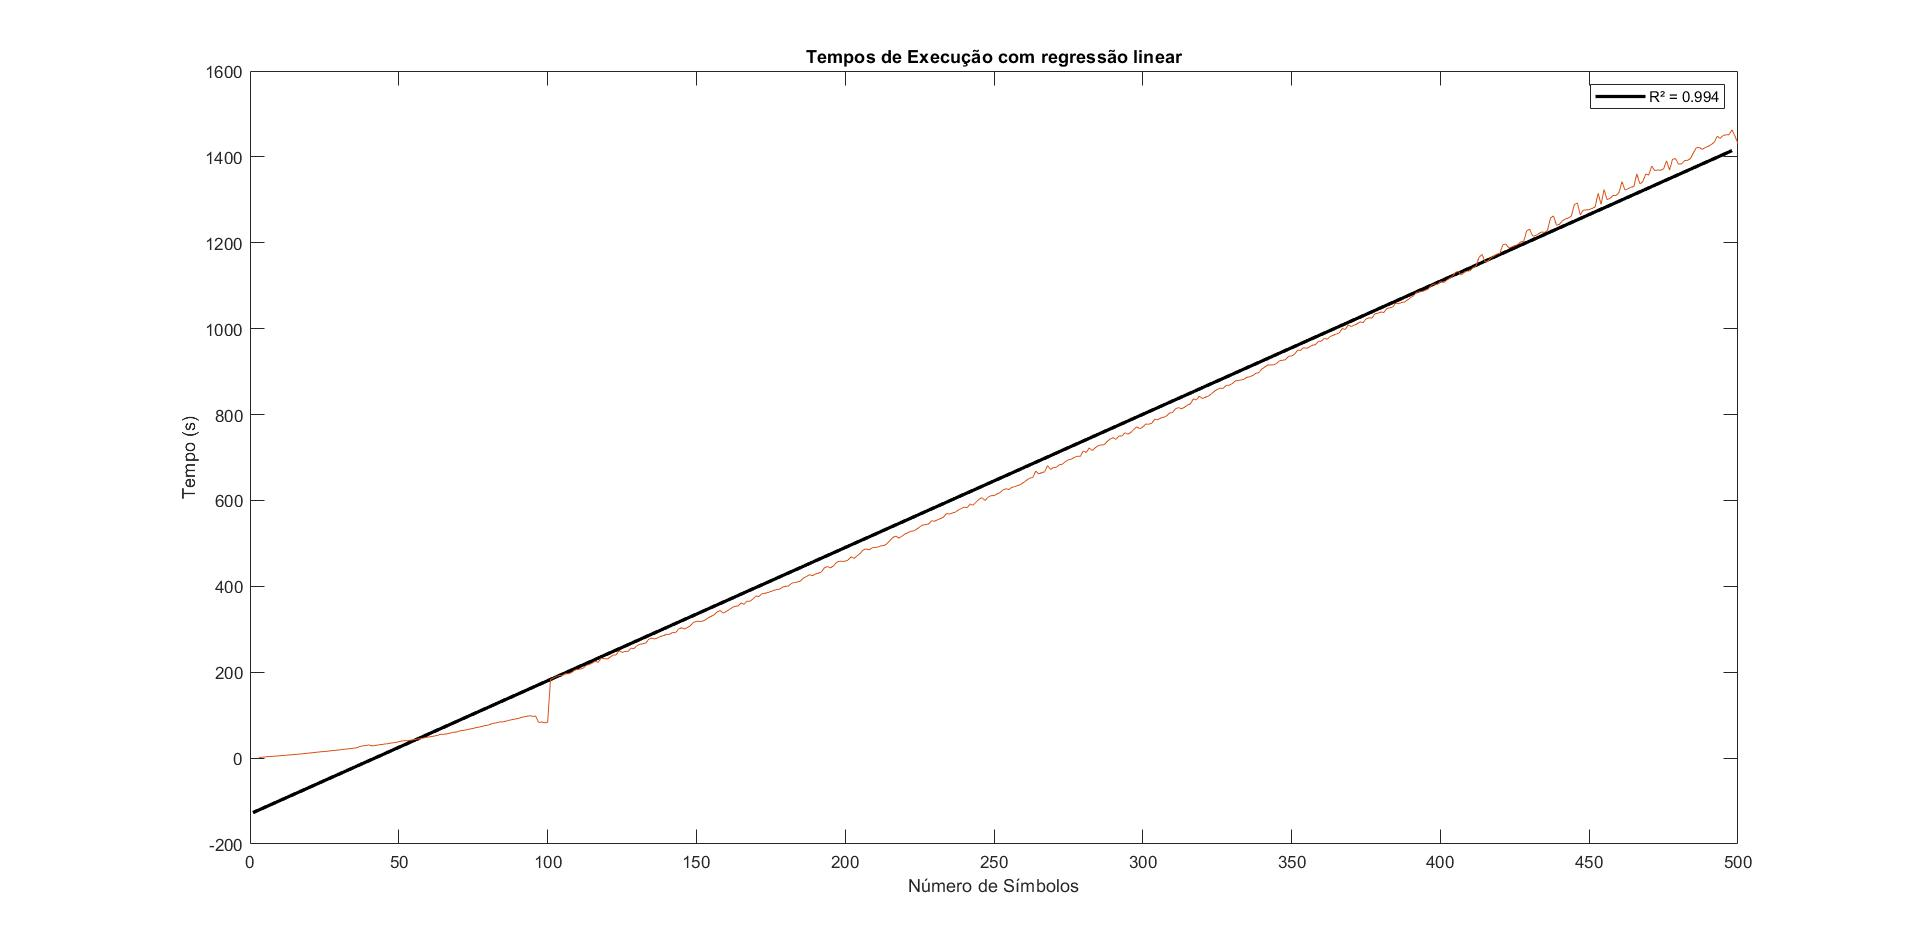 Tempos de Execução com regressão linear
R² = 0.994
1600
1400
1200
1000
800
600
400
200
0
-200
Tempo (s)
0 50 100 150 200 250 300 350 400 450 500
Número de Símbolos